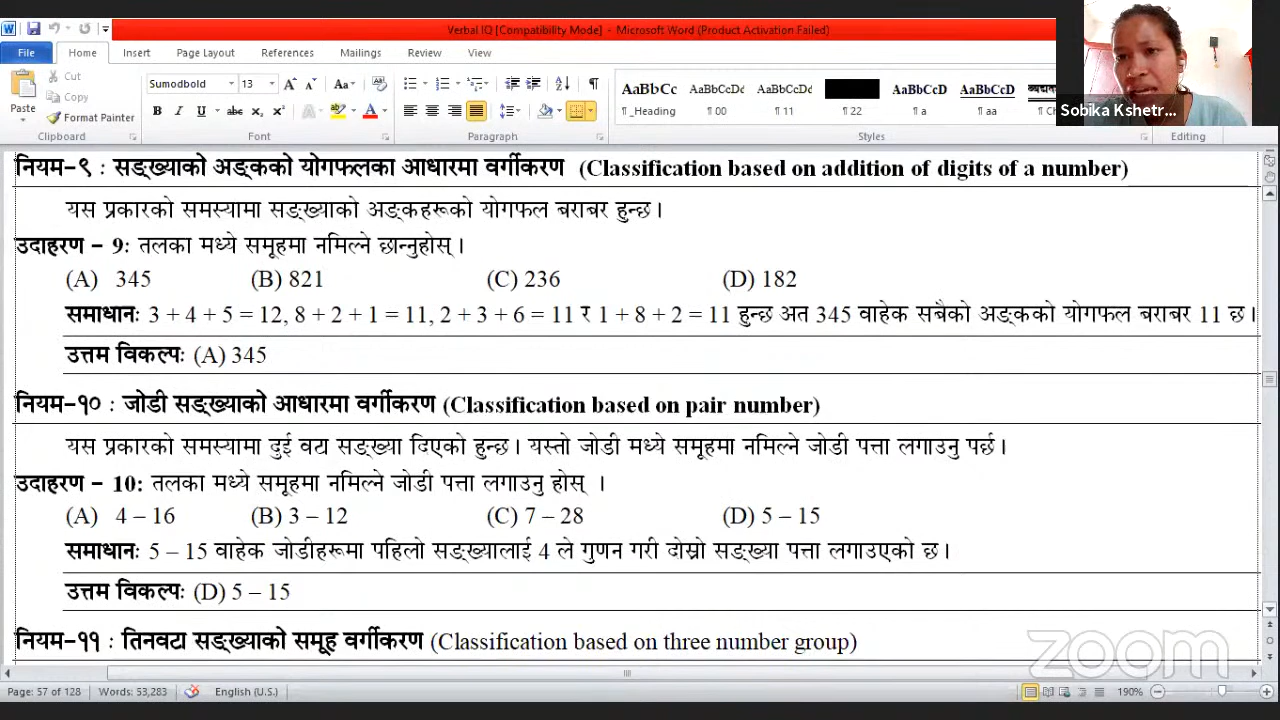 Verbal IQ [Compatibility Mode] - Microsoft Word (Product Activation Failed)
File Home Insert Page Layout References Mailings Review View
Cut
Copy
Paste
Format Painter
Sumodbold 13
AaBbCc AaBbCcDd AaBbCcDd AaBbCcD AaBbCcD
¶ _Heading ¶ 00 ¶ 11 ¶ 22 ¶ a ¶ aa
Clipboard Font Paragraph Styles Editing
Sobika Kshetr...
नियम-९ : सङ्ख्याको अङ्कको योगफलका आधारमा वर्गीकरण (Classification based on addition of digits of a number)
यस प्रकारको समस्यामा सङ्ख्याको अङ्कहरूको योगफल बराबर हुन्छ।
उदाहरण – 9: तलका मध्ये समूहमा नमिल्ने छान्नुहोस्।
(A) 345 (B) 821 (C) 236 (D) 182
समाधानः 3 + 4 + 5 = 12, 8 + 2 + 1 = 11, 2 + 3 + 6 = 11 र 1 + 8 + 2 = 11 हुन्छ अत 345 वाहेक सबैको अङ्कको योगफल बराबर 11 छ।
उत्तम विकल्पः (A) 345
नियम-१० : जोडी सङ्ख्याको आधारमा वर्गीकरण (Classification based on pair number)
यस प्रकारको समस्यामा दुई वटा सङ्ख्या दिएको हुन्छ। यस्तो जोडी मध्ये समूहमा नमिल्ने जोडी पत्ता लगाउनु पर्छ।
उदाहरण – 10: तलका मध्ये समूहमा नमिल्ने जोडी पत्ता लगाउनु होस् ।
(A) 4 – 16 (B) 3 – 12 (C) 7 – 28 (D) 5 – 15
समाधानः 5 – 15 वाहेक जोडीहरूमा पहिलो सङ्ख्यालाई 4 ले गुणन गरी दोस्रो सङ्ख्या पत्ता लगाउएको छ।
उत्तम विकल्पः (D) 5 – 15
नियम-११ : तिनवटा सङ्ख्याको समूह वर्गीकरण (Classification based on three number group)
zoom
Page: 57 of 128 Words: 53,283 English (U.S.) 190%